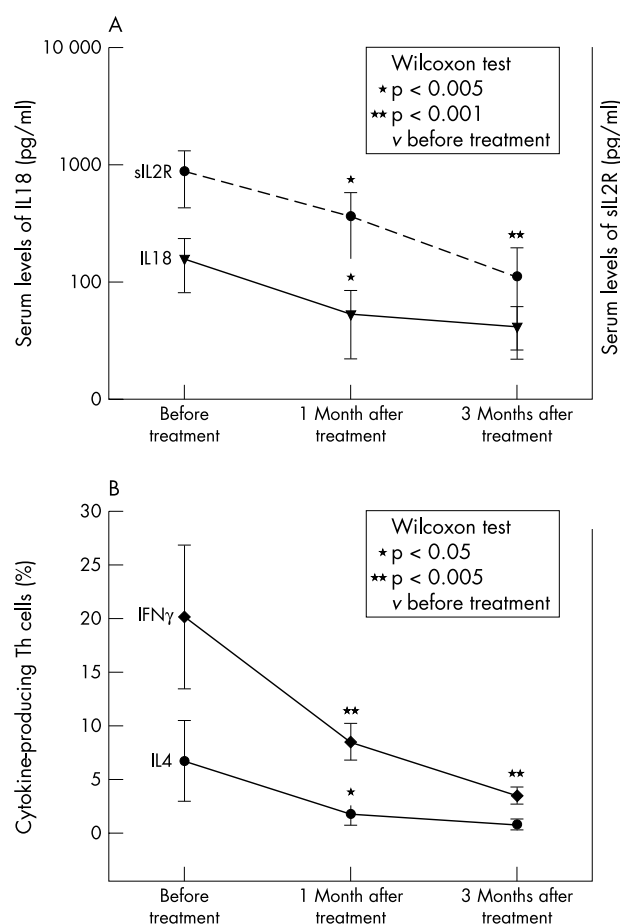 A
10 000
1000
100
0
Serum levels of IL18 (pg/ml)
Serum levels of sIL2R (pg/ml)
Wilcoxon test
★ p < 0.005
★★ p < 0.001
v before treatment
sIL2R
IL18
★
★
★★
Before
treatment
1 Month after
treatment
3 Months after
treatment
B
30
25
20
15
10
5
0
Cytokine-producing Th cells (%)
Wilcoxon test
★ p < 0.05
★★ p < 0.005
v before treatment
IFNγ
IL4
★★
★
★★
Before
treatment
1 Month after
treatment
3 Months after
treatment